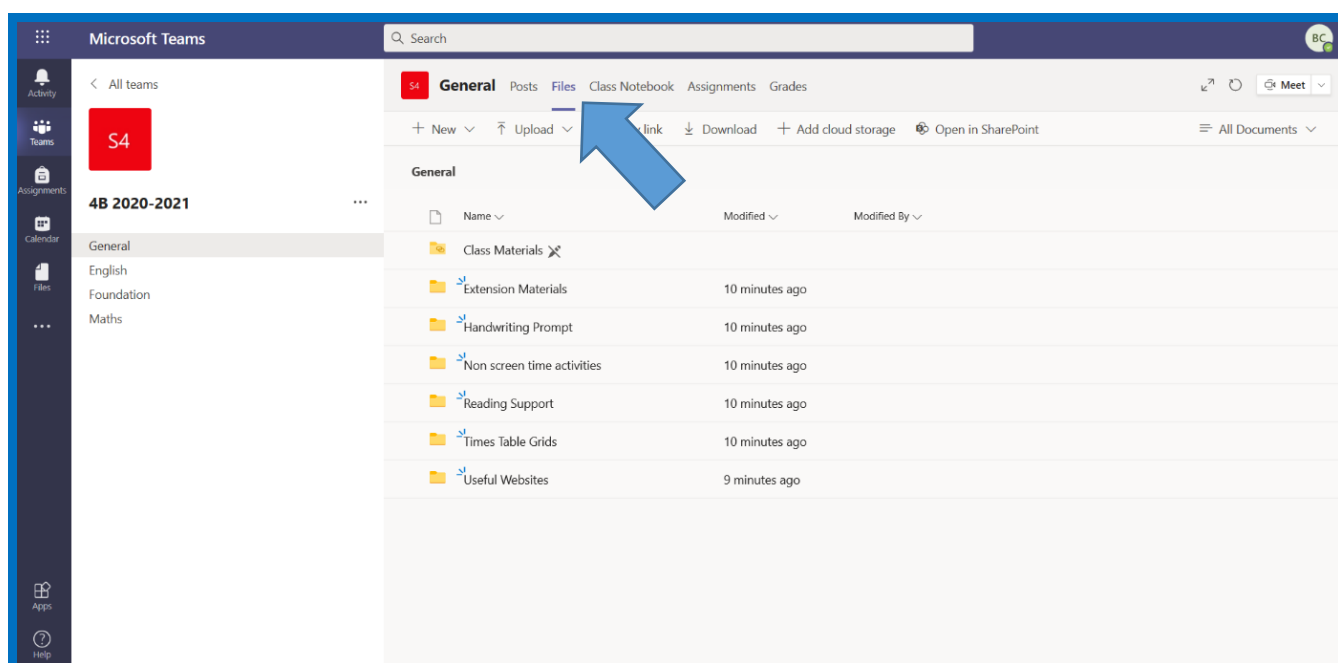 Microsoft Teams
Search
BC
Activity
Teams
Assignments
Calendar
Files
Apps
Help
All teams
S4
4B 2020-2021
General
English
Foundation
Maths
S4 General Posts Files Class Notebook Assignments Grades
Meet
New Upload link Download Add cloud storage Open in SharePoint All Documents
General
Name Modified Modified By
Class Materials
Extension Materials 10 minutes ago
Handwriting Prompt 10 minutes ago
Non screen time activities 10 minutes ago
Reading Support 10 minutes ago
Times Table Grids 10 minutes ago
Useful Websites 9 minutes ago